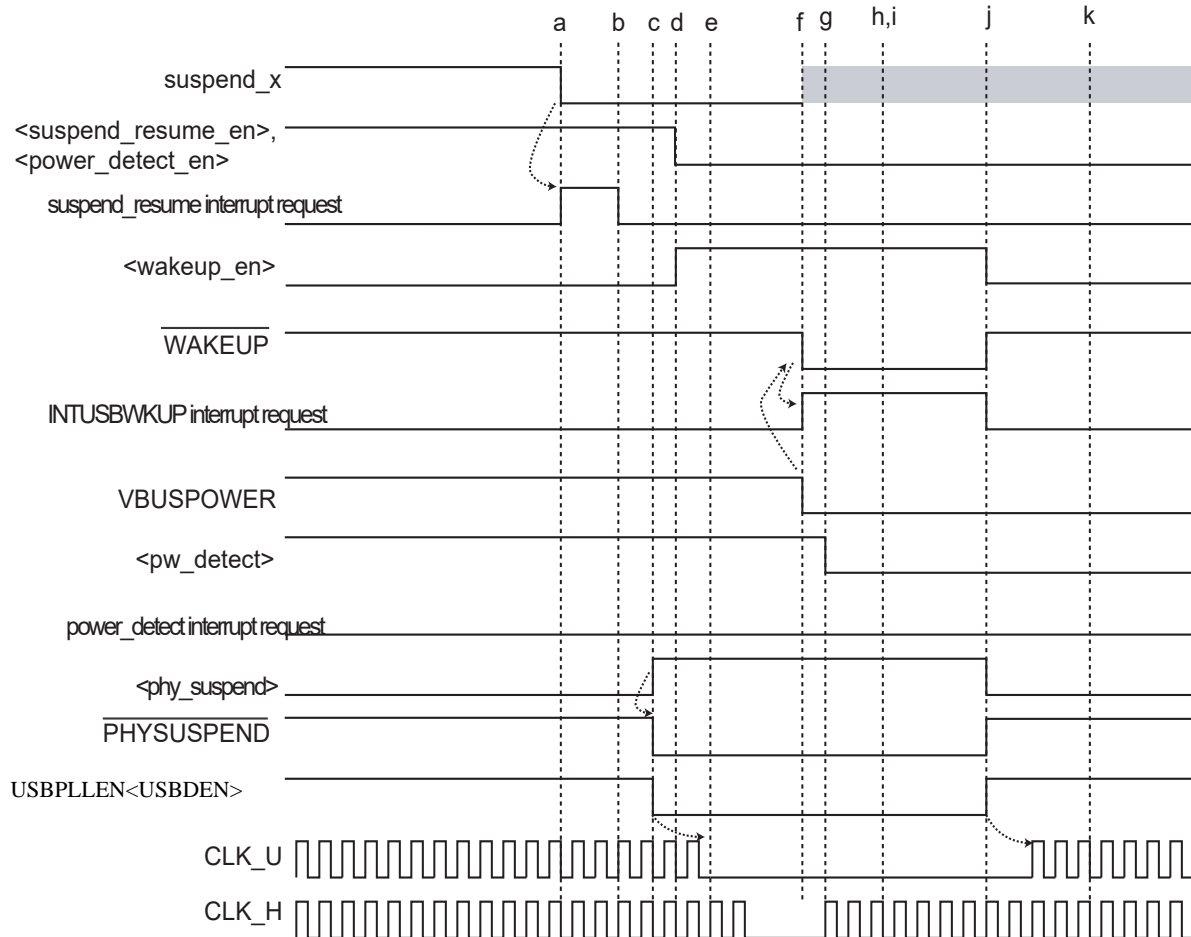 a b c d e f g h,i j k
suspend_x
<suspend_resume_en>,
<power_detect_en>
suspend_resume interrupt request
<wakeup_en>
WAKEUP
INTUSBWKUP interrupt request
VBUSPOWER
<pw_detect>
power_detect interrupt request
<phy_suspend>
PHYSUSPEND
USBPLLEN<USBDEN>
CLK_U
CLK_H